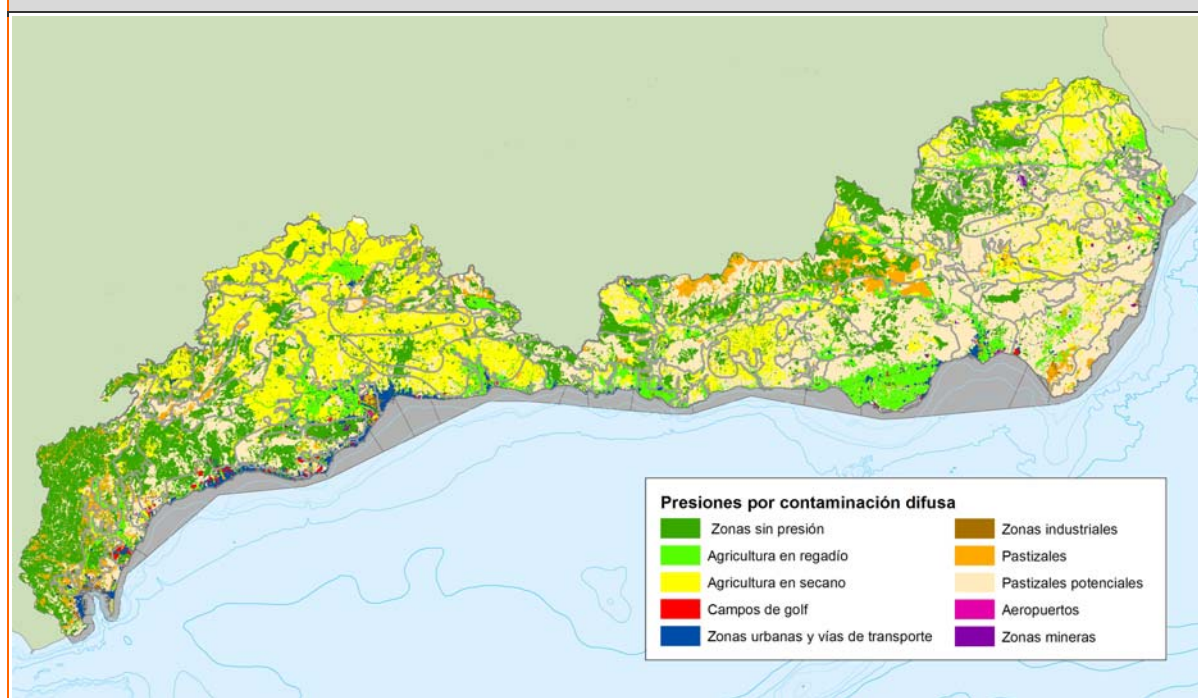 Presiones por contaminación difusa
Zonas sin presión
Agricultura en regadío
Agricultura en secano
Campos de golf
Zonas urbanas y vías de transporte
Zonas industriales
Pastizales
Pastizales potenciales
Aeropuertos
Zonas mineras